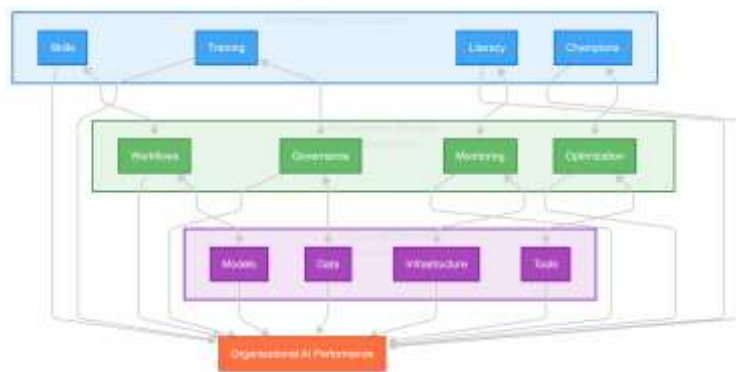 Skills
Training
Literacy
Champions
Workflows
Governance
Monitoring
Optimization
Models
Data
Infrastructure
Tools
Organizational AI Performance